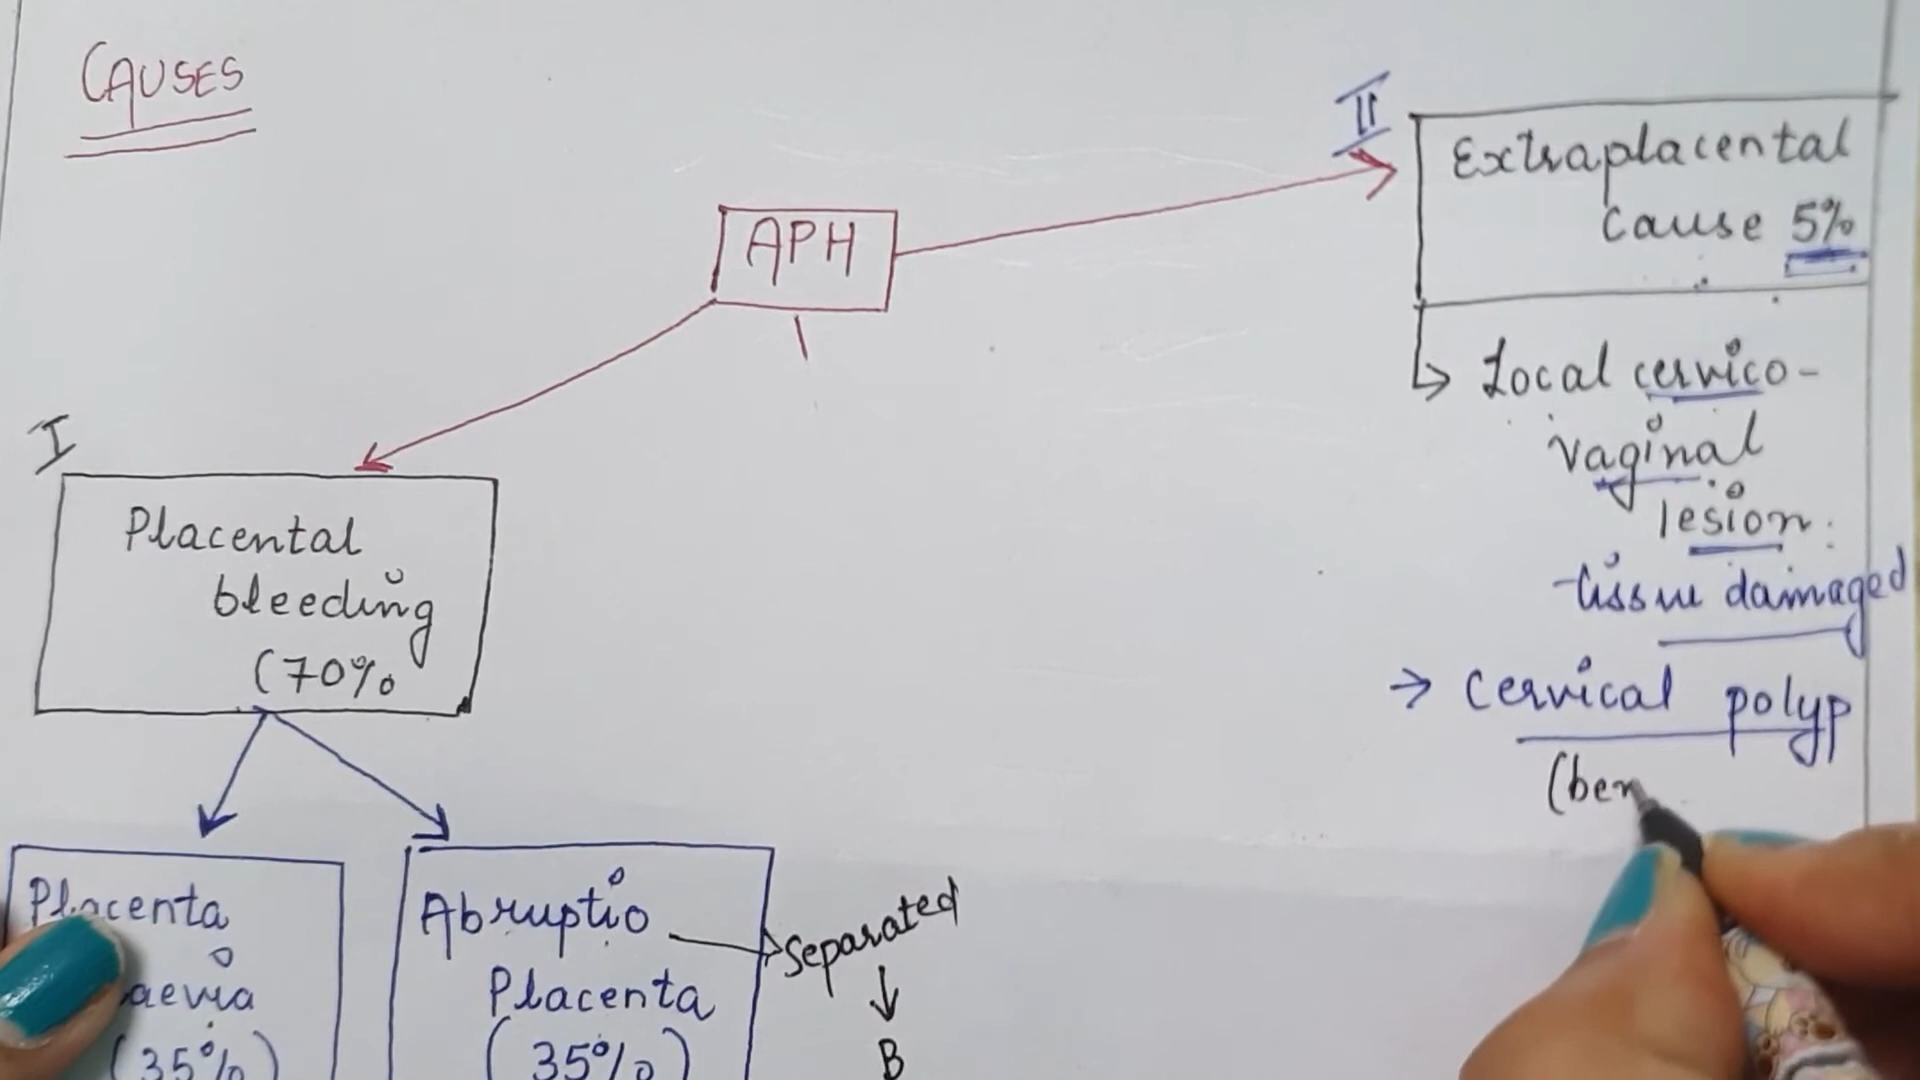 CAUSES
APH
II
Extraplacental
cause 5%
Local cervico-
vaginal
lesion.
tissue damaged
→ cervical polyp
(ben
I
Placental
bleeding
(70%
Placenta
aevia
(35%)
Abruptio
Placenta
(35%)
Separated
↓
B